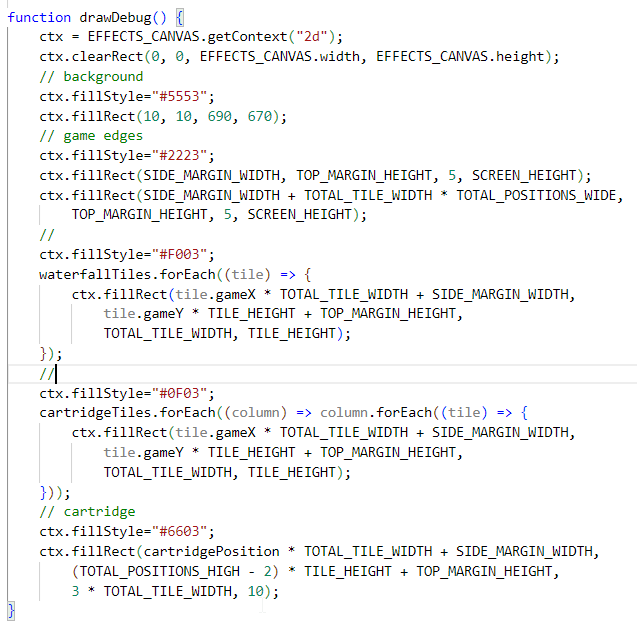 function drawDebug() {
    ctx = EFFECTS_CANVAS.getContext("2d");
    ctx.clearRect(0, 0, EFFECTS_CANVAS.width, EFFECTS_CANVAS.height);
    // background
    ctx.fillStyle="#5553";
    ctx.fillRect(10, 10, 690, 670);
    // game edges
    ctx.fillStyle="#2223";
    ctx.fillRect(SIDE_MARGIN_WIDTH, TOP_MARGIN_HEIGHT, 5, SCREEN_HEIGHT);
    ctx.fillRect(SIDE_MARGIN_WIDTH + TOTAL_TILE_WIDTH * TOTAL_POSITIONS_WIDE,
        TOP_MARGIN_HEIGHT, 5, SCREEN_HEIGHT);
    //
    ctx.fillStyle="#F003";
    waterfallTiles.forEach((tile) => {
        ctx.fillRect(tile.gameX * TOTAL_TILE_WIDTH + SIDE_MARGIN_WIDTH,
            tile.gameY * TILE_HEIGHT + TOP_MARGIN_HEIGHT,
            TOTAL_TILE_WIDTH, TILE_HEIGHT);
    });
    //
    ctx.fillStyle="#0F03";
    cartridgeTiles.forEach((column) => column.forEach((tile) => {
        ctx.fillRect(tile.gameX * TOTAL_TILE_WIDTH + SIDE_MARGIN_WIDTH,
            tile.gameY * TILE_HEIGHT + TOP_MARGIN_HEIGHT,
            TOTAL_TILE_WIDTH, TILE_HEIGHT);
    }));
    // cartridge
    ctx.fillStyle="#6603";
    ctx.fillRect(cartridgePosition * TOTAL_TILE_WIDTH + SIDE_MARGIN_WIDTH,
        (TOTAL_POSITIONS_HIGH - 2) * TILE_HEIGHT + TOP_MARGIN_HEIGHT,
        3 * TOTAL_TILE_WIDTH, 10);
}